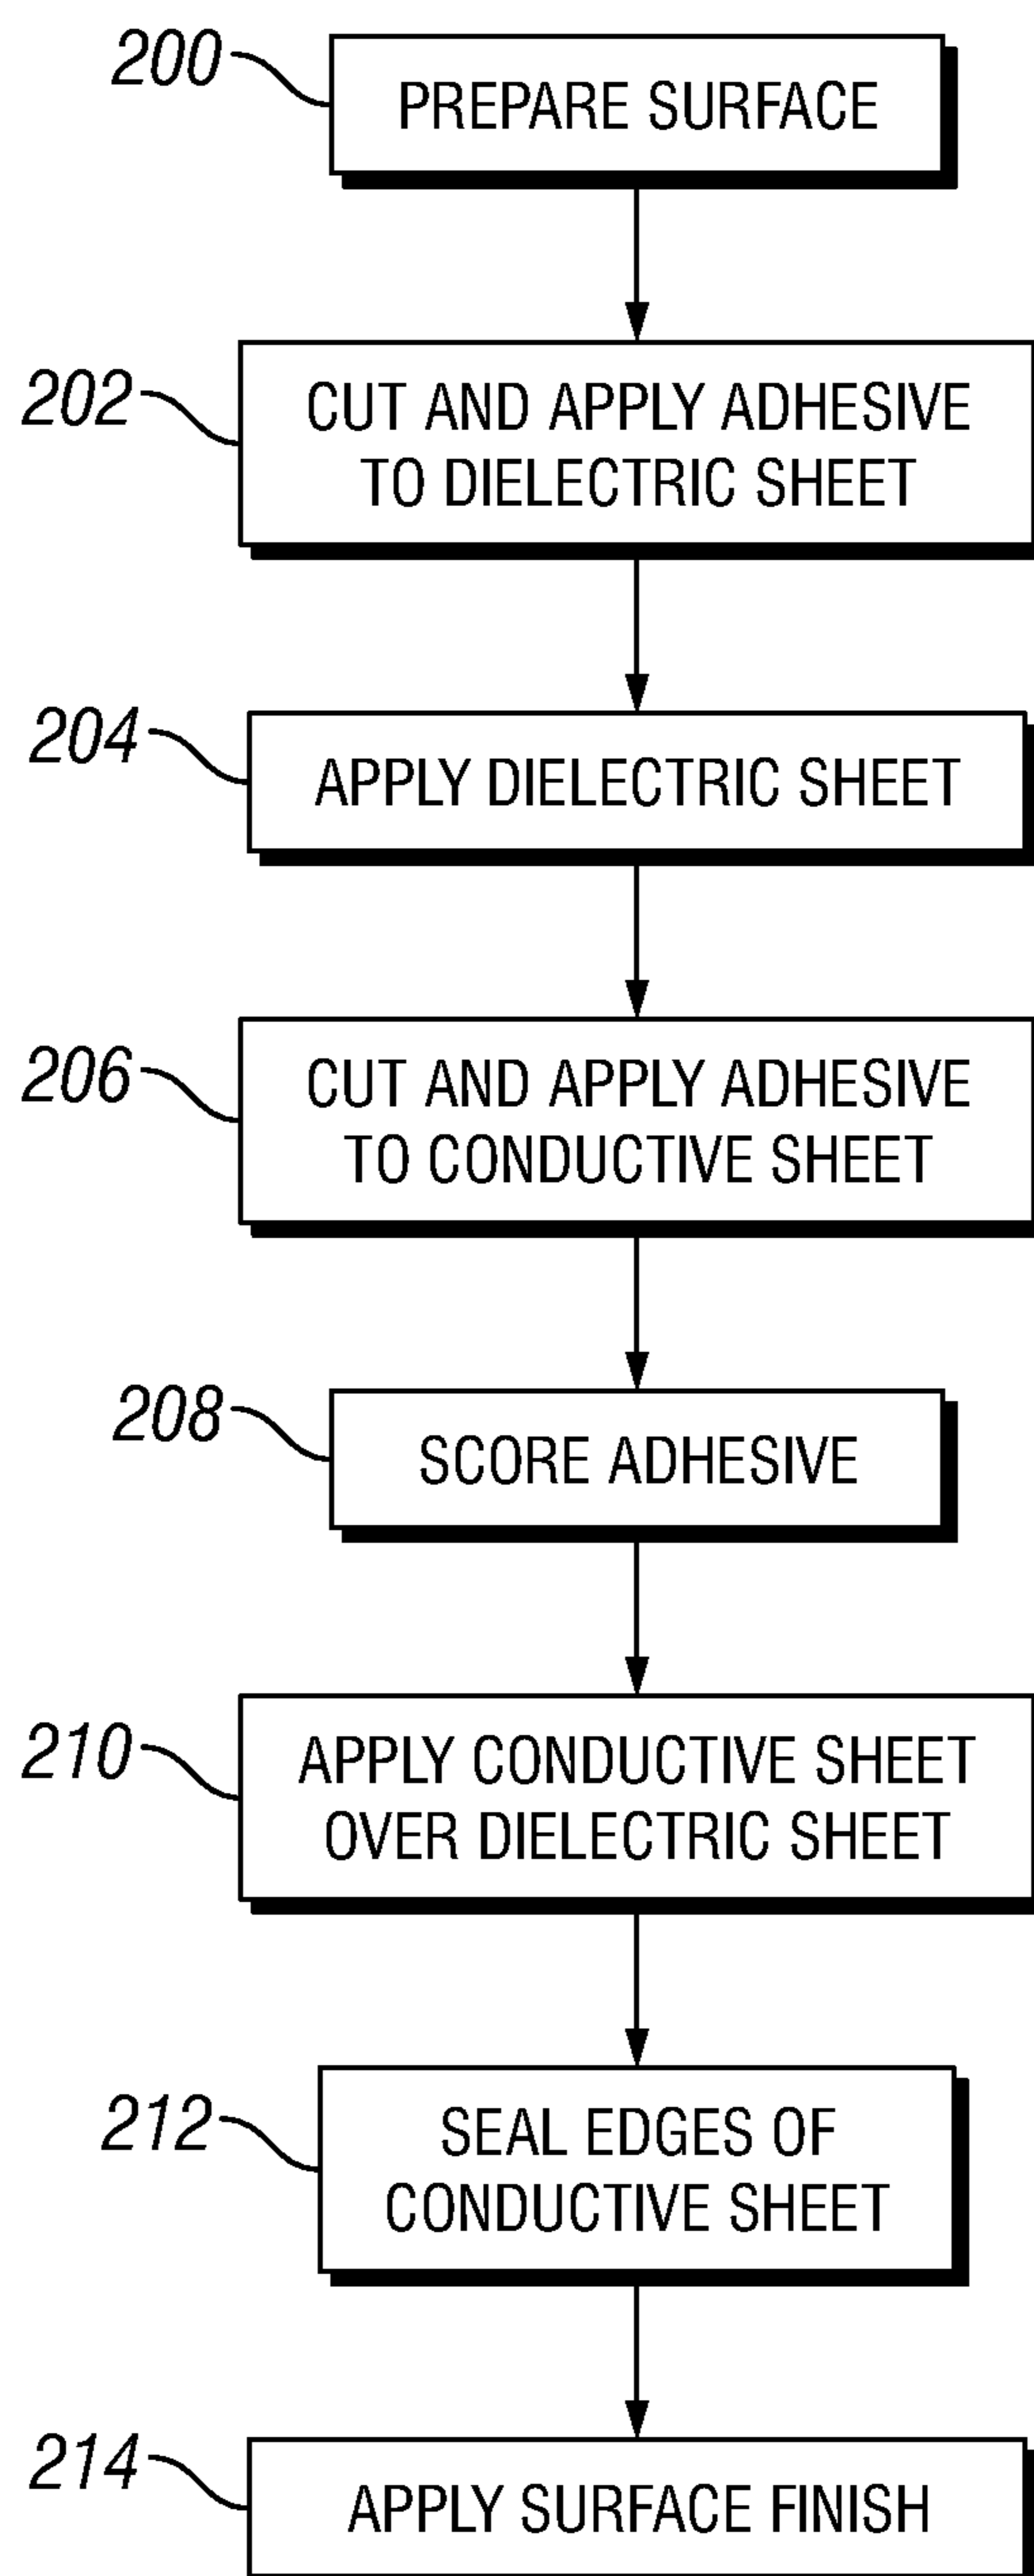 200
PREPARE SURFACE
202
CUT AND APPLY ADHESIVE
TO DIELECTRIC SHEET
204
APPLY DIELECTRIC SHEET
206
CUT AND APPLY ADHESIVE
TO CONDUCTIVE SHEET
208
SCORE ADHESIVE
210
APPLY CONDUCTIVE SHEET
OVER DIELECTRIC SHEET
212
SEAL EDGES OF
CONDUCTIVE SHEET
214
APPLY SURFACE FINISH